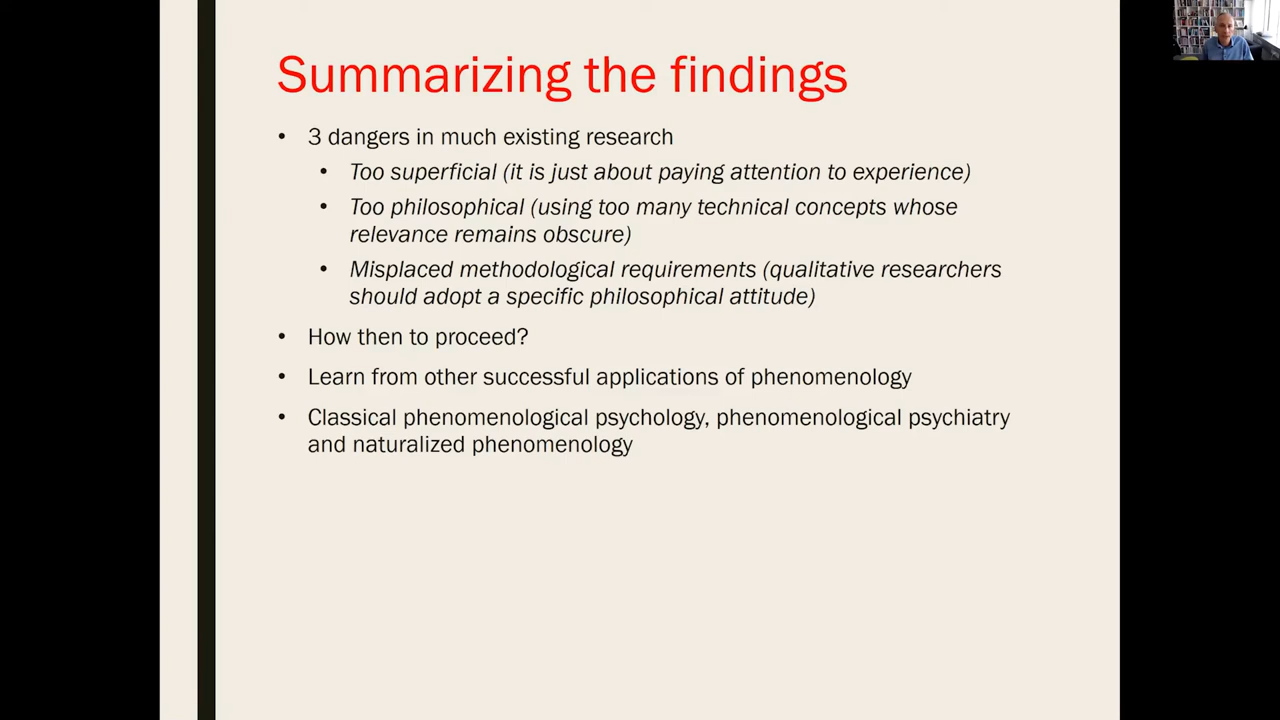 Summarizing the findings
• 3 dangers in much existing research
• Too superficial (it is just about paying attention to experience)
• Too philosophical (using too many technical concepts whose
relevance remains obscure)
• Misplaced methodological requirements (qualitative researchers
should adopt a specific philosophical attitude)
• How then to proceed?
• Learn from other successful applications of phenomenology
• Classical phenomenological psychology, phenomenological psychiatry
and naturalized phenomenology